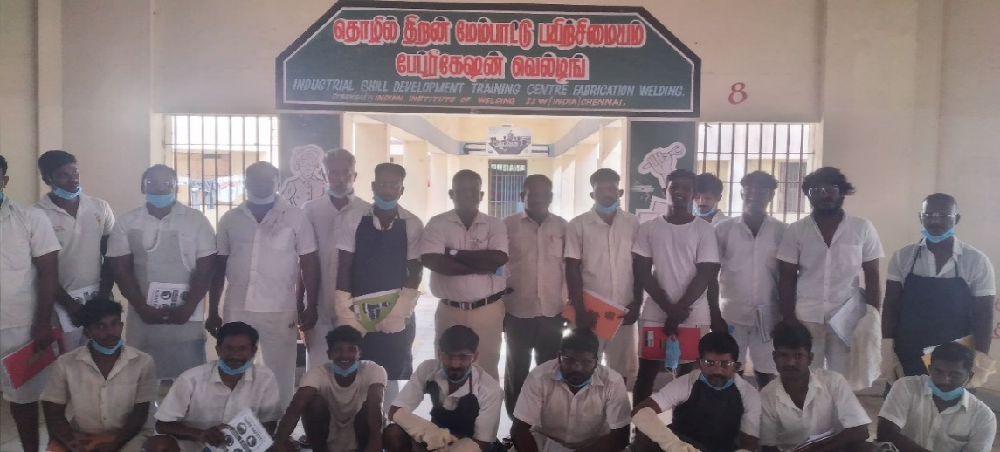 தொழில் திறன் மேம்பாட்டு பயிற்சிமையம்
பேபுரிகேஷன் வெல்டிங்
INDUSTRIAL SKILL DEVELOPMENT TRAINING CENTRE FABRICATION WELDING.
INDIAN INSTITUTE OF WELDING IIW/INDIA/CHENNAI.
8